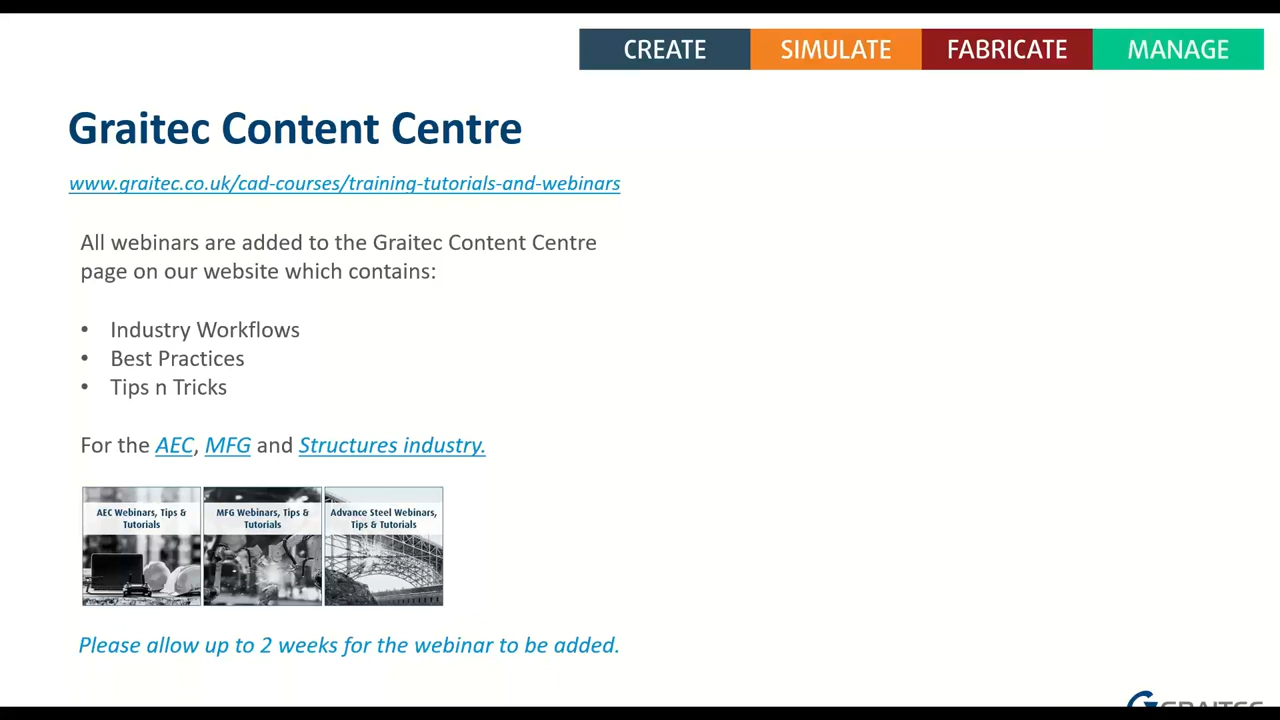 CREATE SIMULATE FABRICATE MANAGE
Graitec Content Centre
www.graitec.co.uk/cad-courses/training-tutorials-and-webinars
All webinars are added to the Graitec Content Centre
page on our website which contains:
• Industry Workflows
• Best Practices
• Tips n Tricks
For the AEC, MFG and Structures industry.
AEC Webinars, Tips &
Tutorials
MFG Webinars, Tips &
Tutorials
Advance Steel Webinars,
Tips & Tutorials
Please allow up to 2 weeks for the webinar to be added.
GRAITEC